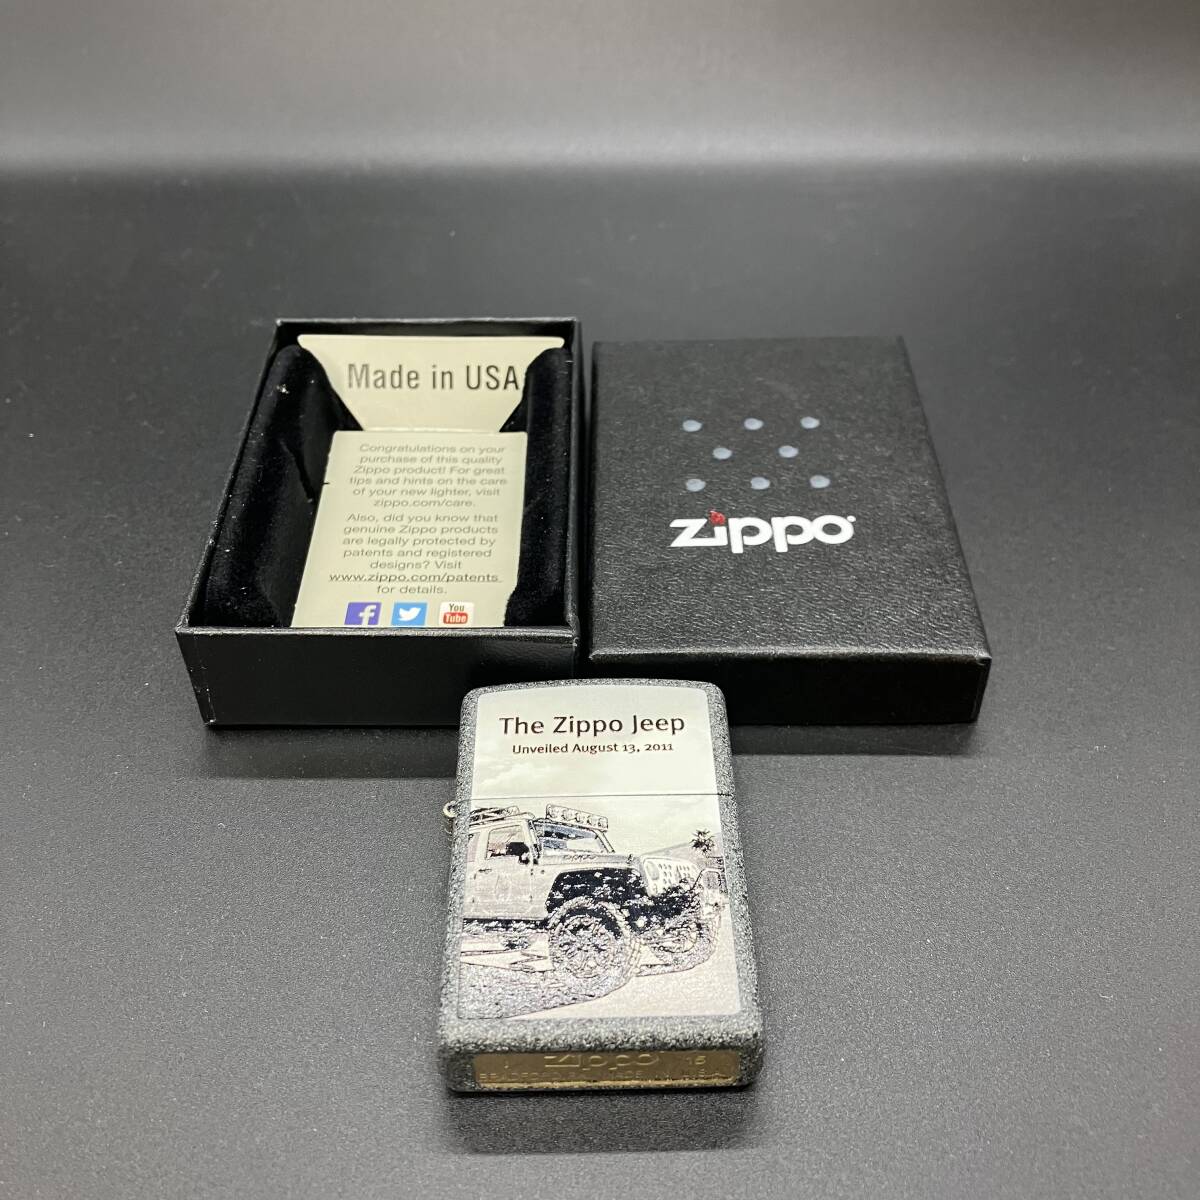 Made in USA
Congratulations on your
purchase of this quality
Zippo product! For great
tips and hints on the care
of your new lighter, visit
zippo.com/care.
Also, did you know that
genuine Zippo products
are legally protected by
patents and registered
designs? Visit
www.zippo.com/patents
for details.
f
You
Tube
zippo
The Zippo Jeep
Unveiled August 13, 2011
zippo
Zippo 15
MADE IN U.S.A.